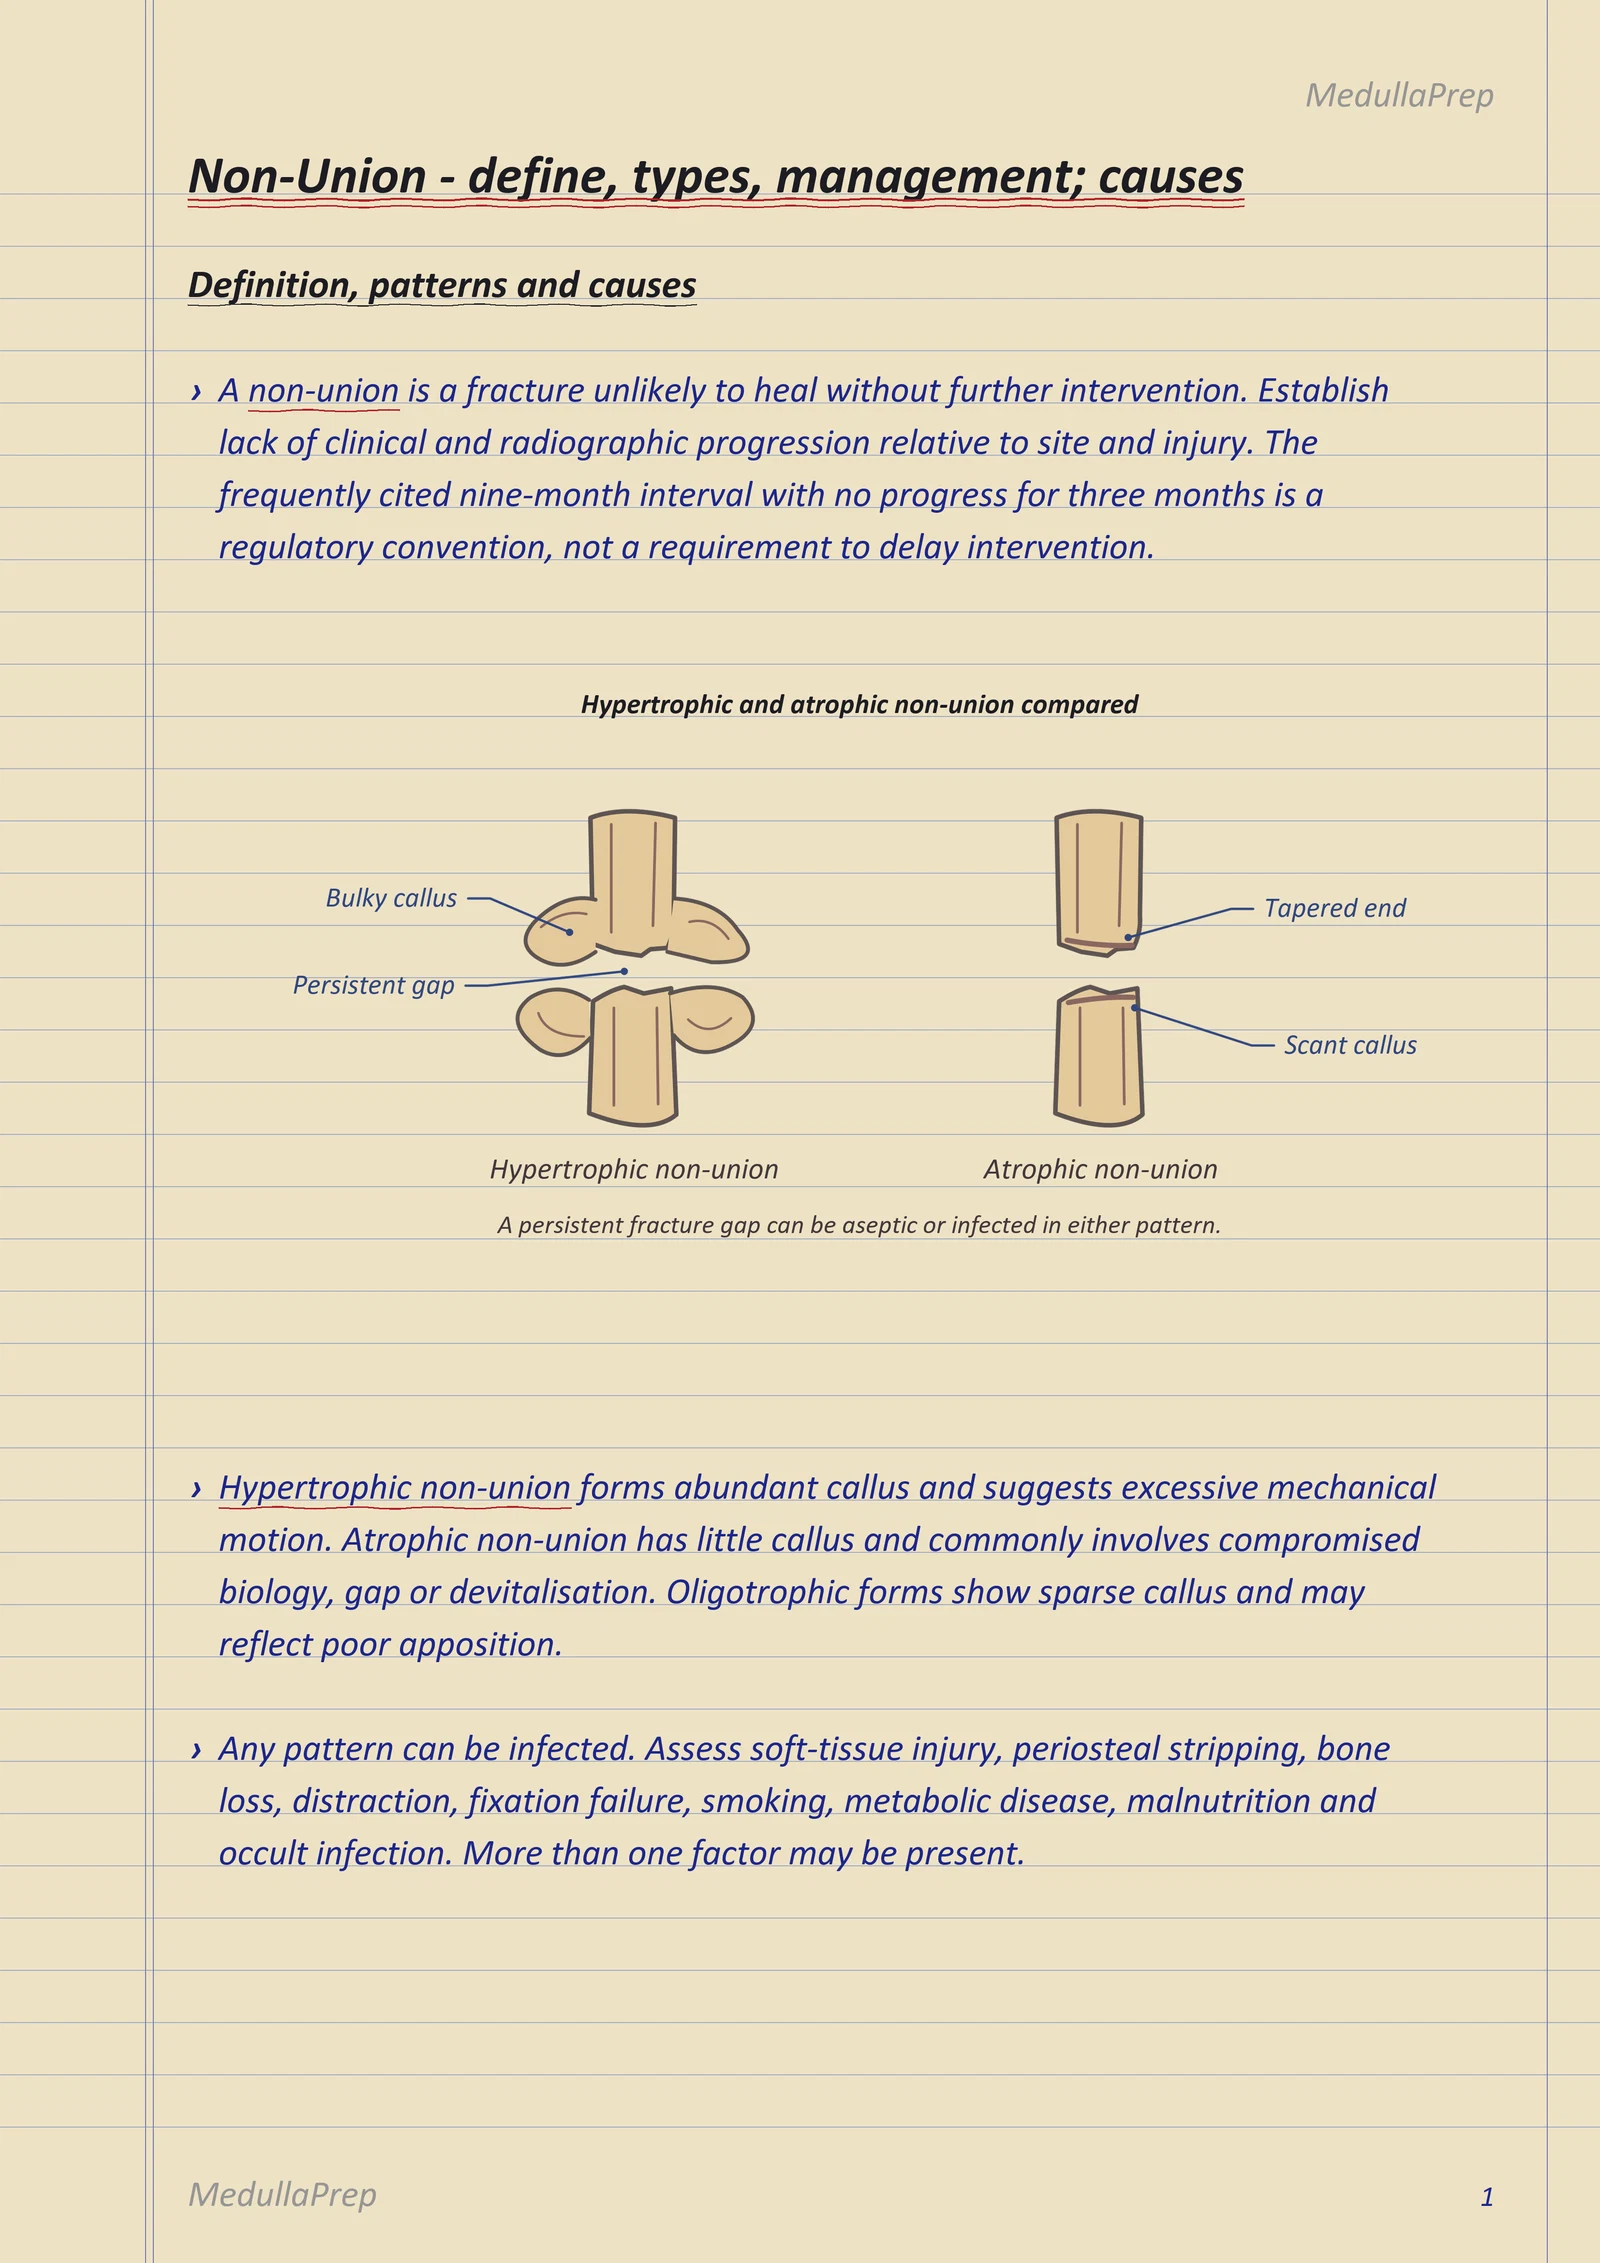 MedullaPrep
Non-Union - define, types, management; causes
Definition, patterns and causes
› A non-union is a fracture unlikely to heal without further intervention. Establish
lack of clinical and radiographic progression relative to site and injury. The
frequently cited nine-month interval with no progress for three months is a
regulatory convention, not a requirement to delay intervention.
Hypertrophic and atrophic non-union compared
Bulky callus
Tapered end
Persistent gap
Scant callus
Hypertrophic non-union
Atrophic non-union
A persistent fracture gap can be aseptic or infected in either pattern.
› Hypertrophic non-union forms abundant callus and suggests excessive mechanical
motion. Atrophic non-union has little callus and commonly involves compromised
biology, gap or devitalisation. Oligotrophic forms show sparse callus and may
reflect poor apposition.
› Any pattern can be infected. Assess soft-tissue injury, periosteal stripping, bone
loss, distraction, fixation failure, smoking, metabolic disease, malnutrition and
occult infection. More than one factor may be present.
MedullaPrep
1